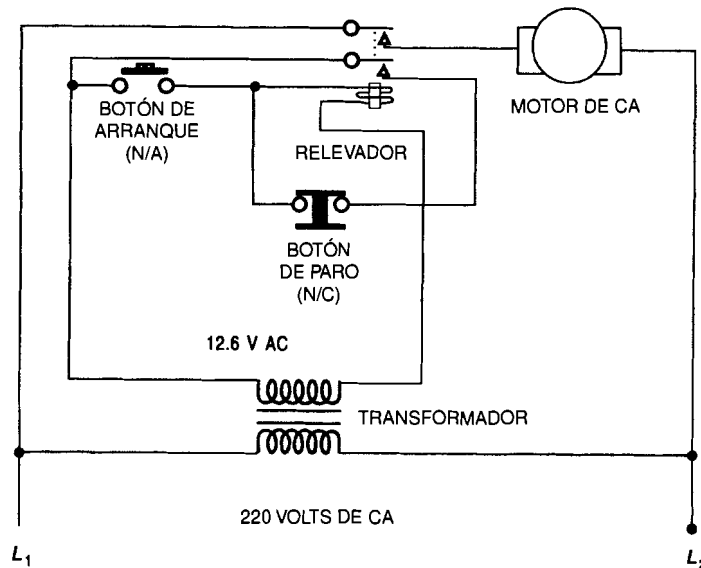 BOTÓN DE
ARRANQUE
(N/A)
MOTOR DE CA
RELEVADOR
BOTÓN
DE PARO
(N/C)
12.6 V AC
TRANSFORMADOR
220 VOLTS DE CA
L₁
L₂